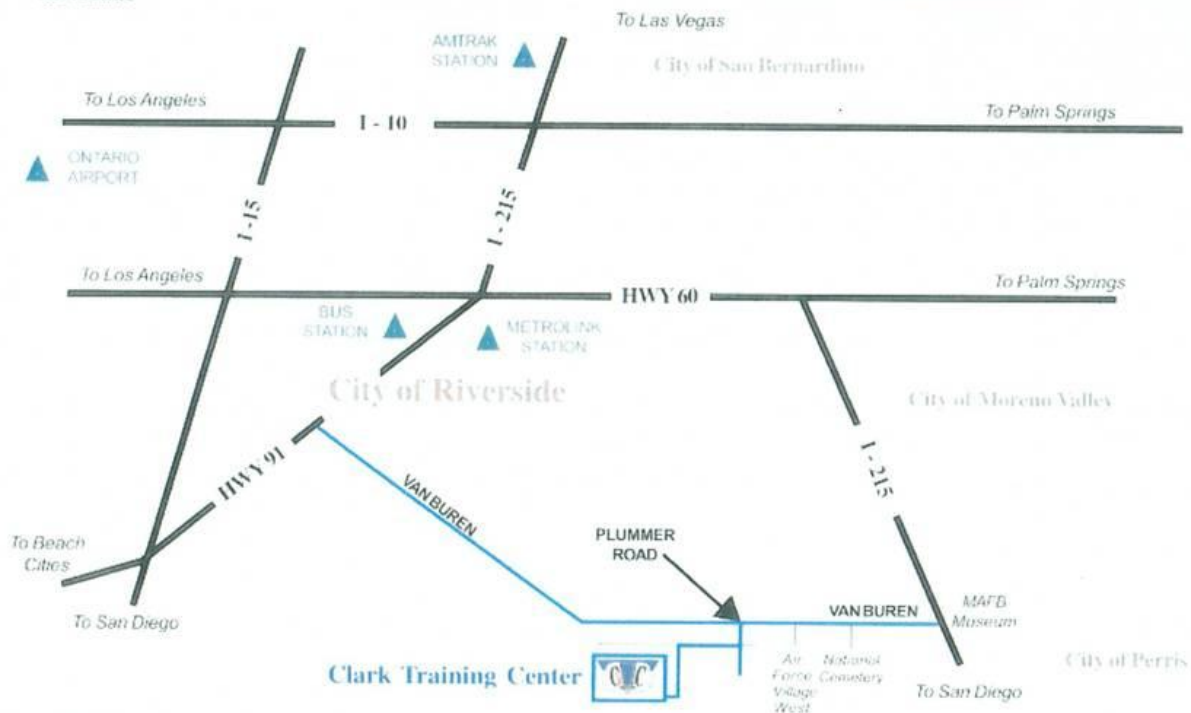 To Las Vegas
AMTRAK
STATION
City of San Bernardino
To Los Angeles
I - 10
To Palm Springs
ONTARIO
AIRPORT
I-15
I - 215
To Los Angeles
HWY 60
To Palm Springs
BUS
STATION
METROLINK
STATION
City of Riverside
City of Moreno Valley
HWY 91
VAN BUREN
I - 215
To Beach
Cities
PLUMMER
ROAD
VAN BUREN
MAFB
Museum
To San Diego
Clark Training Center
CTC
Air
Force
Village
West
National
Cemetery
To San Diego
City of Perris